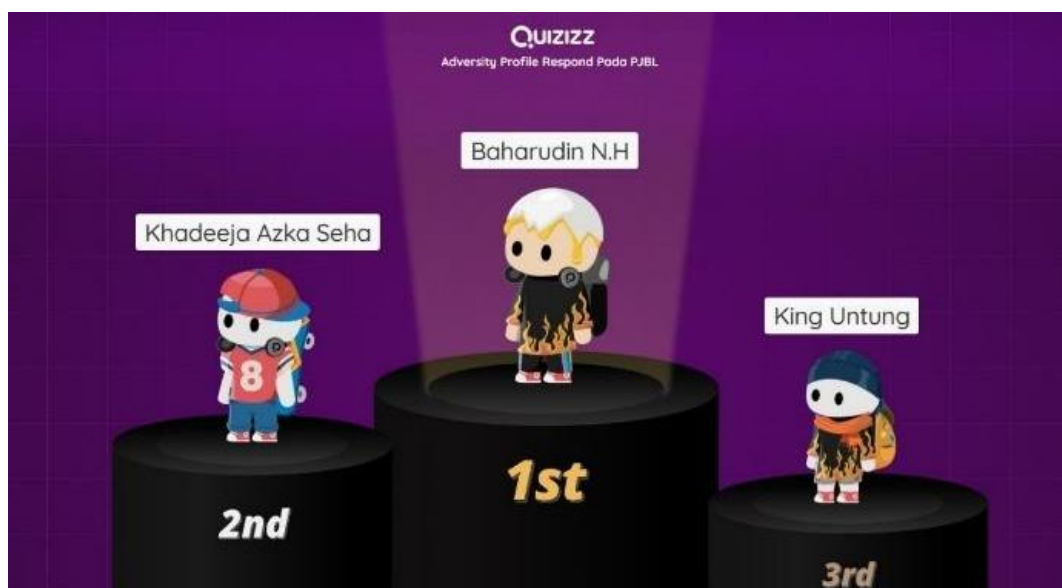 QUIZIZZ
Adversity Profile Respond Pada PJBL
Baharudin N.H
Khadeeja Azka Seha
King Untung
8
1st
2nd
3rd